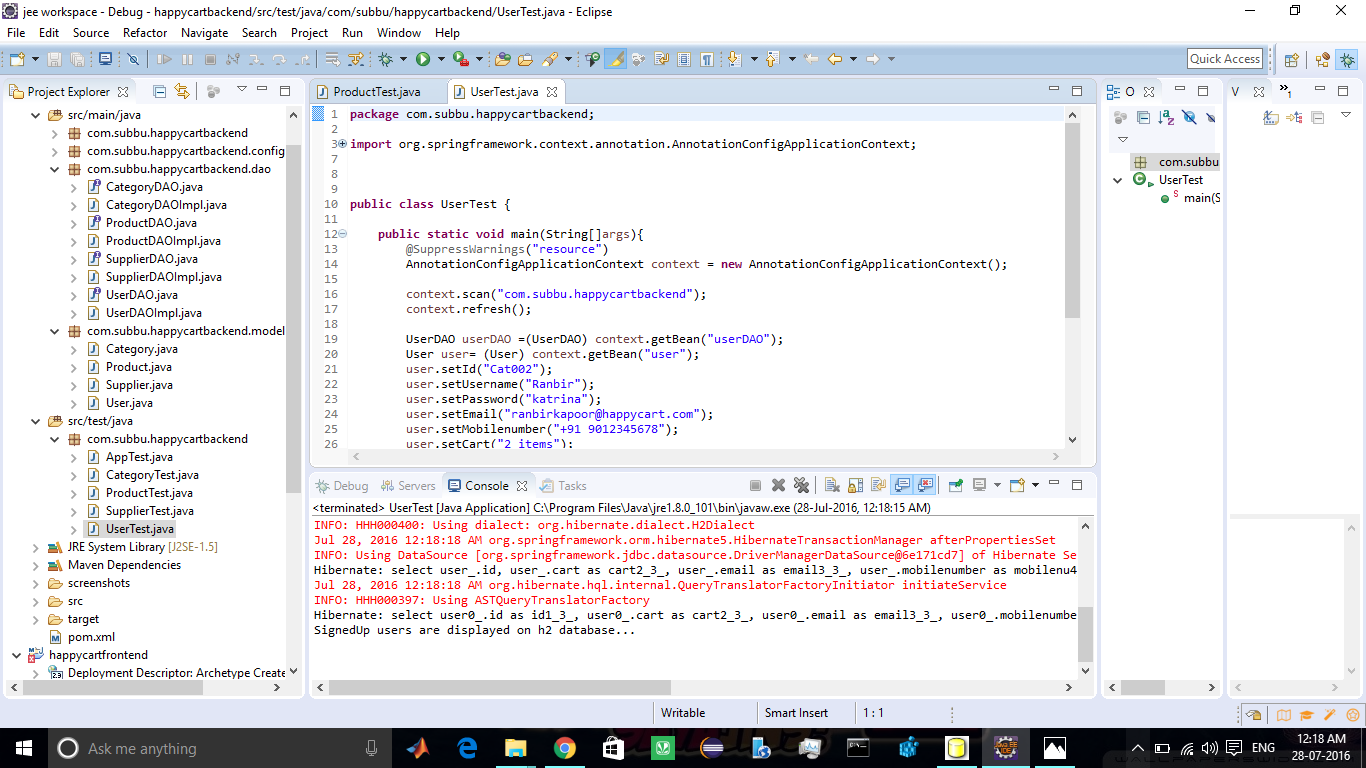 jee workspace - Debug - happycartbackend/src/test/java/com/subbu/happycartbackend/UserTest.java - Eclipse
File Edit Source Refactor Navigate Search Project Run Window Help
Quick Access
Project Explorer
src/main/java
com.subbu.happycartbackend
com.subbu.happycartbackend.config
com.subbu.happycartbackend.dao
CategoryDAO.java
CategoryDAOImpl.java
ProductDAO.java
ProductDAOImpl.java
SupplierDAO.java
SupplierDAOImpl.java
UserDAO.java
UserDAOImpl.java
com.subbu.happycartbackend.model
Category.java
Product.java
Supplier.java
User.java
src/test/java
com.subbu.happycartbackend
AppTest.java
CategoryTest.java
ProductTest.java
SupplierTest.java
UserTest.java
JRE System Library [J2SE-1.5]
Maven Dependencies
screenshots
src
target
pom.xml
happycartfrontend
Deployment Descriptor: Archetype Create
ProductTest.java UserTest.java
1 package com.subbu.happycartbackend;
2
3 import org.springframework.context.annotation.AnnotationConfigApplicationContext;
7
8
9
10 public class UserTest {
11
12 public static void main(String[]args){
13 @SuppressWarnings("resource")
14 AnnotationConfigApplicationContext context = new AnnotationConfigApplicationContext();
15
16 context.scan("com.subbu.happycartbackend");
17 context.refresh();
18
19 UserDAO userDAO =(UserDAO) context.getBean("userDAO");
20 User user= (User) context.getBean("user");
21 user.setId("Cat002");
22 user.setUsername("Ranbir");
23 user.setPassword("katrina");
24 user.setEmail("ranbirkapoor@happycart.com");
25 user.setMobilenumber("+91 9012345678");
26 user.setCart("2 items");
O
com.subbu
UserTest
main(S
V
1
Debug Servers Console Tasks
<terminated> UserTest [Java Application] C:\Program Files\Java\jre1.8.0_101\bin\javaw.exe (28-Jul-2016, 12:18:15 AM)
INFO: HHH000400: Using dialect: org.hibernate.dialect.H2Dialect
Jul 28, 2016 12:18:18 AM org.springframework.orm.hibernate5.HibernateTransactionManager afterPropertiesSet
INFO: Using DataSource [org.springframework.jdbc.datasource.DriverManagerDataSource@6e171cd7] of Hibernate Se
Hibernate: select user_.id, user_.cart as cart2_3_, user_.email as email3_3_, user_.mobilenumber as mobilenu4
Jul 28, 2016 12:18:18 AM org.hibernate.hql.internal.QueryTranslatorFactoryInitiator initiateService
INFO: HHH000397: Using ASTQueryTranslatorFactory
Hibernate: select user0_.id as id1_3_, user0_.cart as cart2_3_, user0_.email as email3_3_, user0_.mobilenumbe
SignedUp users are displayed on h2 database...
Writable Smart Insert 1 : 1
Ask me anything
ENG
12:18 AM
28-07-2016